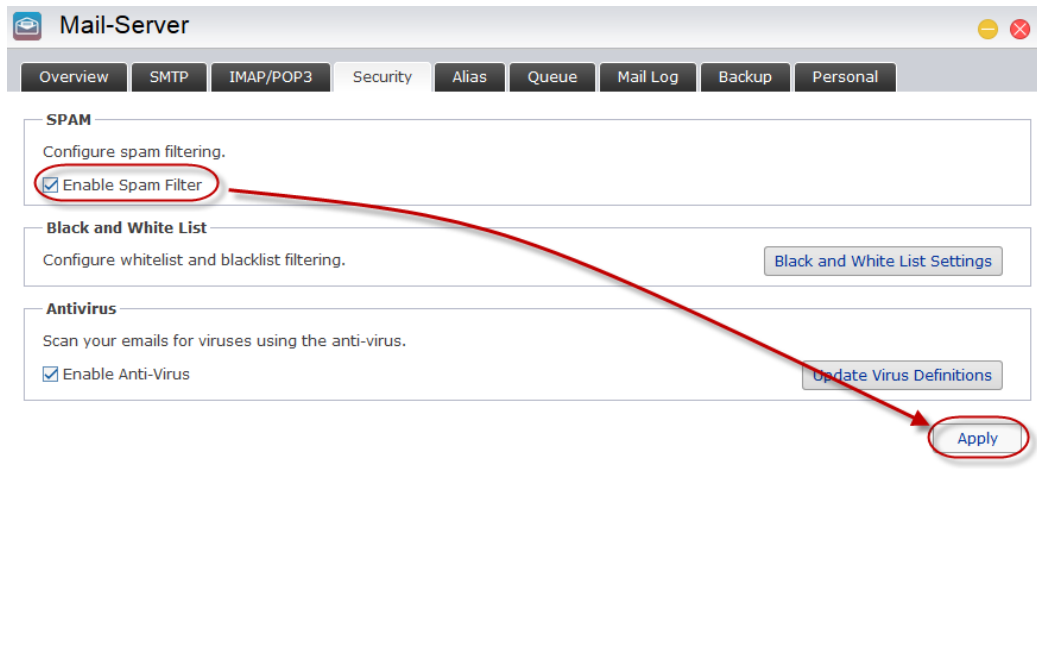 Mail-Server
Overview SMTP IMAP/POP3 Security Alias Queue Mail Log Backup Personal
SPAM
Configure spam filtering.
Enable Spam Filter
Black and White List
Configure whitelist and blacklist filtering.
Black and White List Settings
Antivirus
Scan your emails for viruses using the anti-virus.
Enable Anti-Virus
Update Virus Definitions
Apply